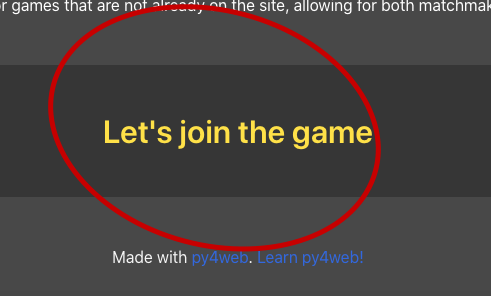 r games that are not already on the site, allowing for both matchmak
Let's join the game
Made with py4web. Learn py4web!